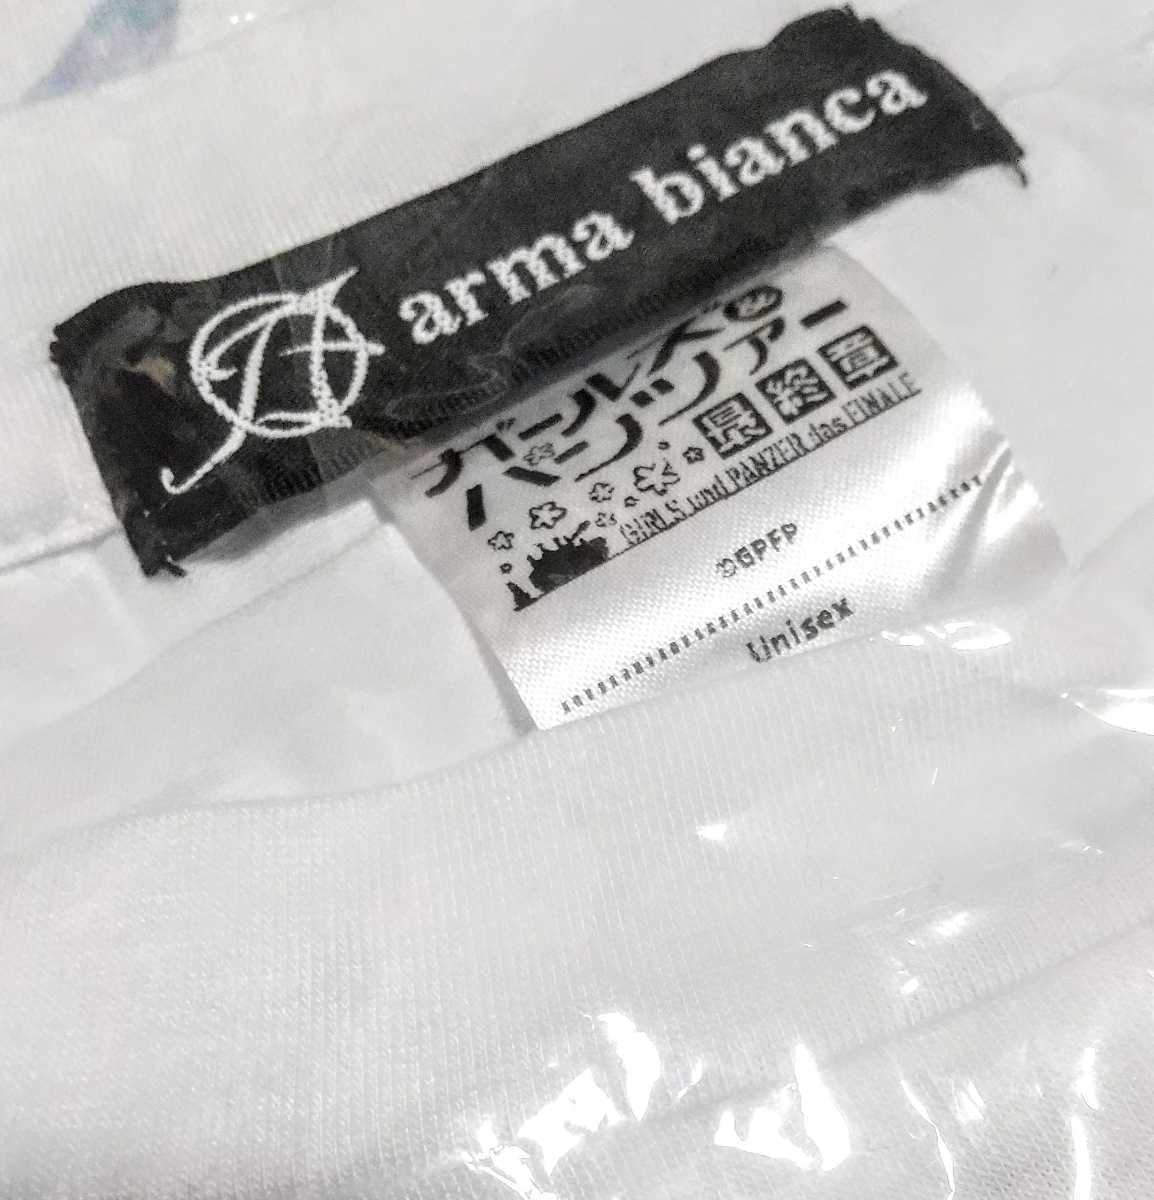 arma bianca
ガールズ&
パンツァー
最終章
GIRLS und PANZER das FINALE
©GPFP
Unisex